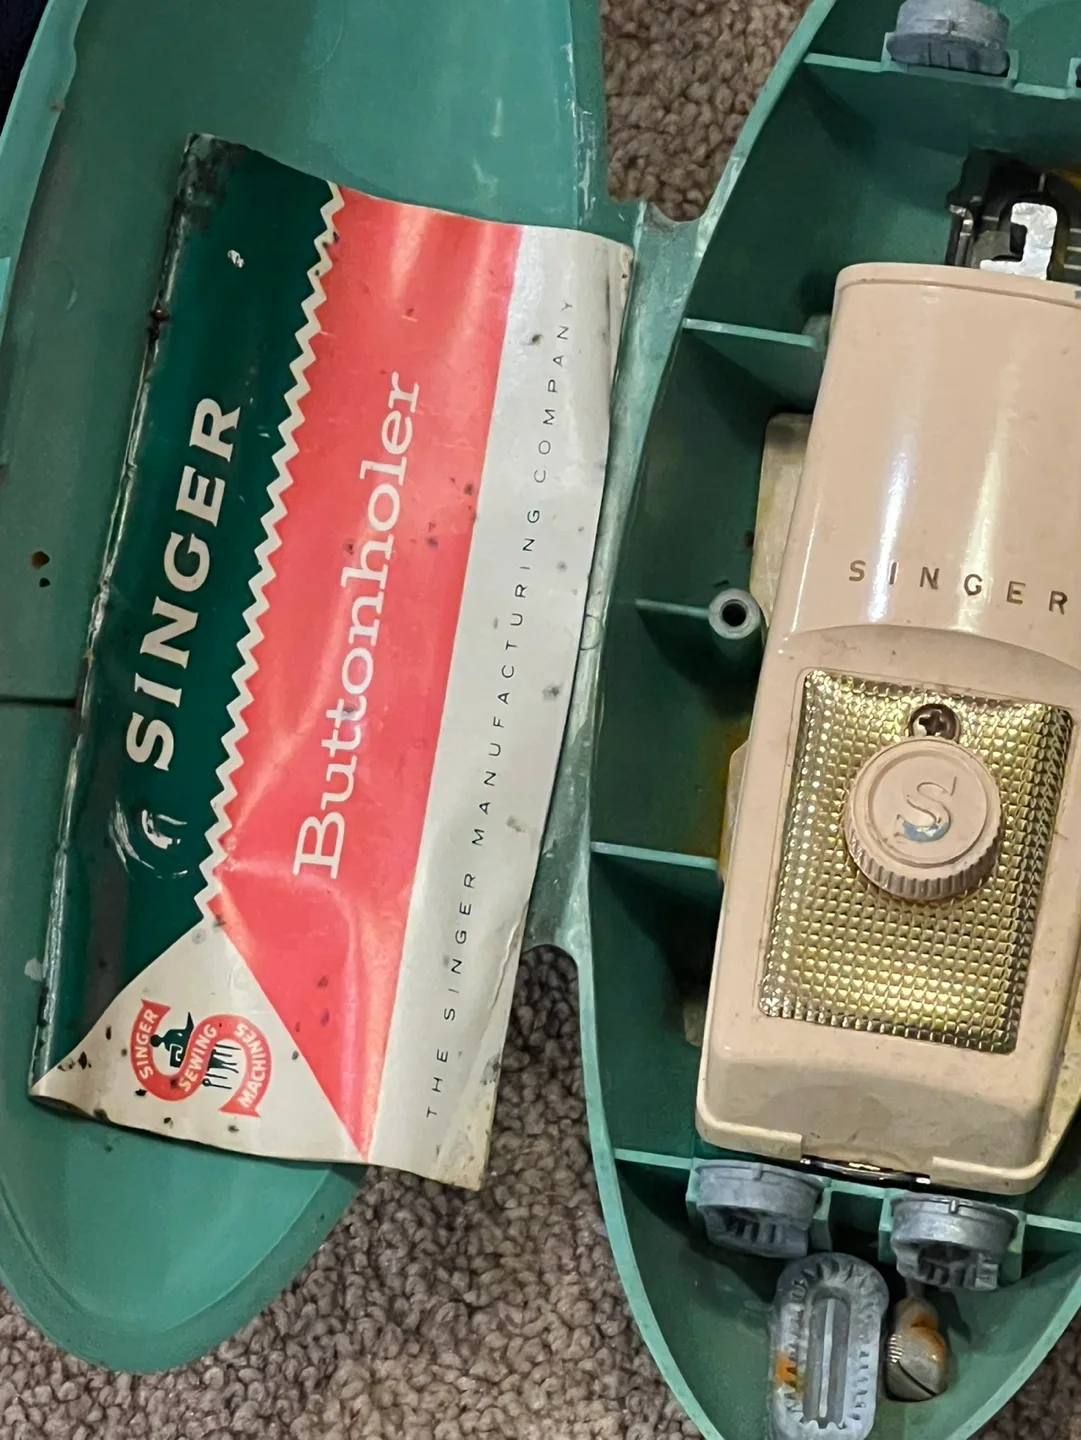 SINGER
Buttonholer
THE SINGER MANUFACTURING COMPANY
SINGER
SEWING
MACHINES
SINGER
S